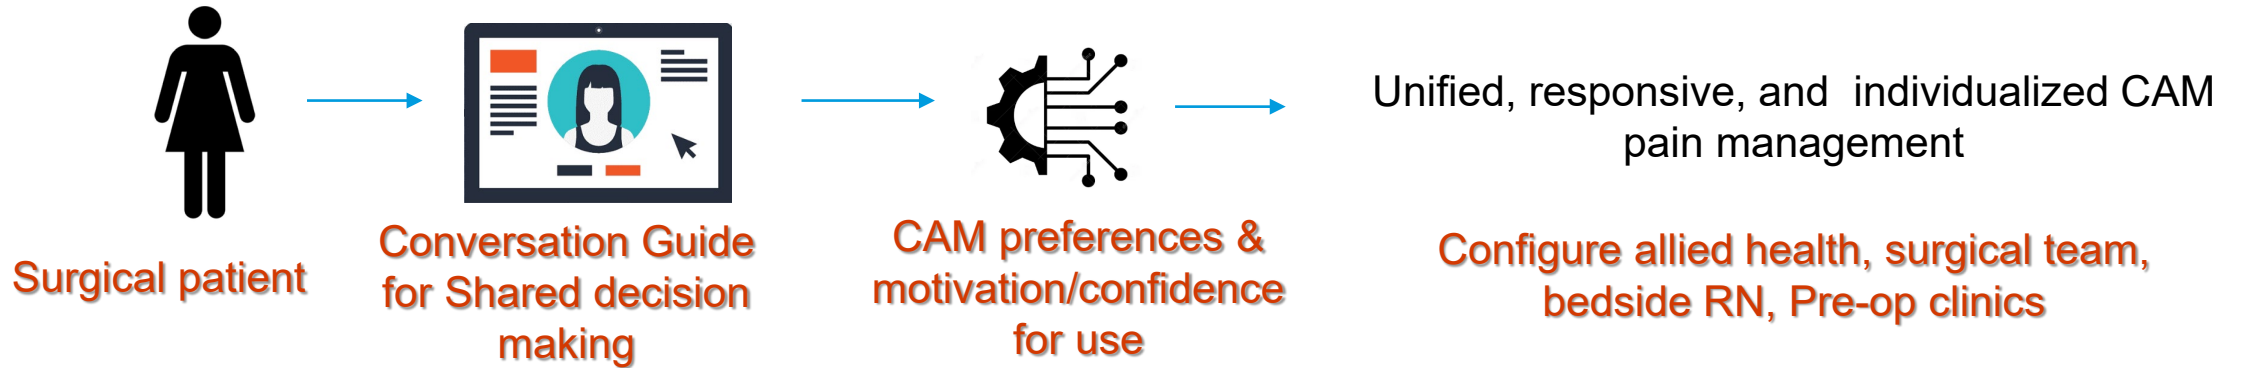 Surgical patient
Conversation Guide
for Shared decision
making
CAM preferences &
motivation/confidence
for use
Unified, responsive, and  individualized CAM
pain management
Configure allied health, surgical team,
bedside RN, Pre-op clinics